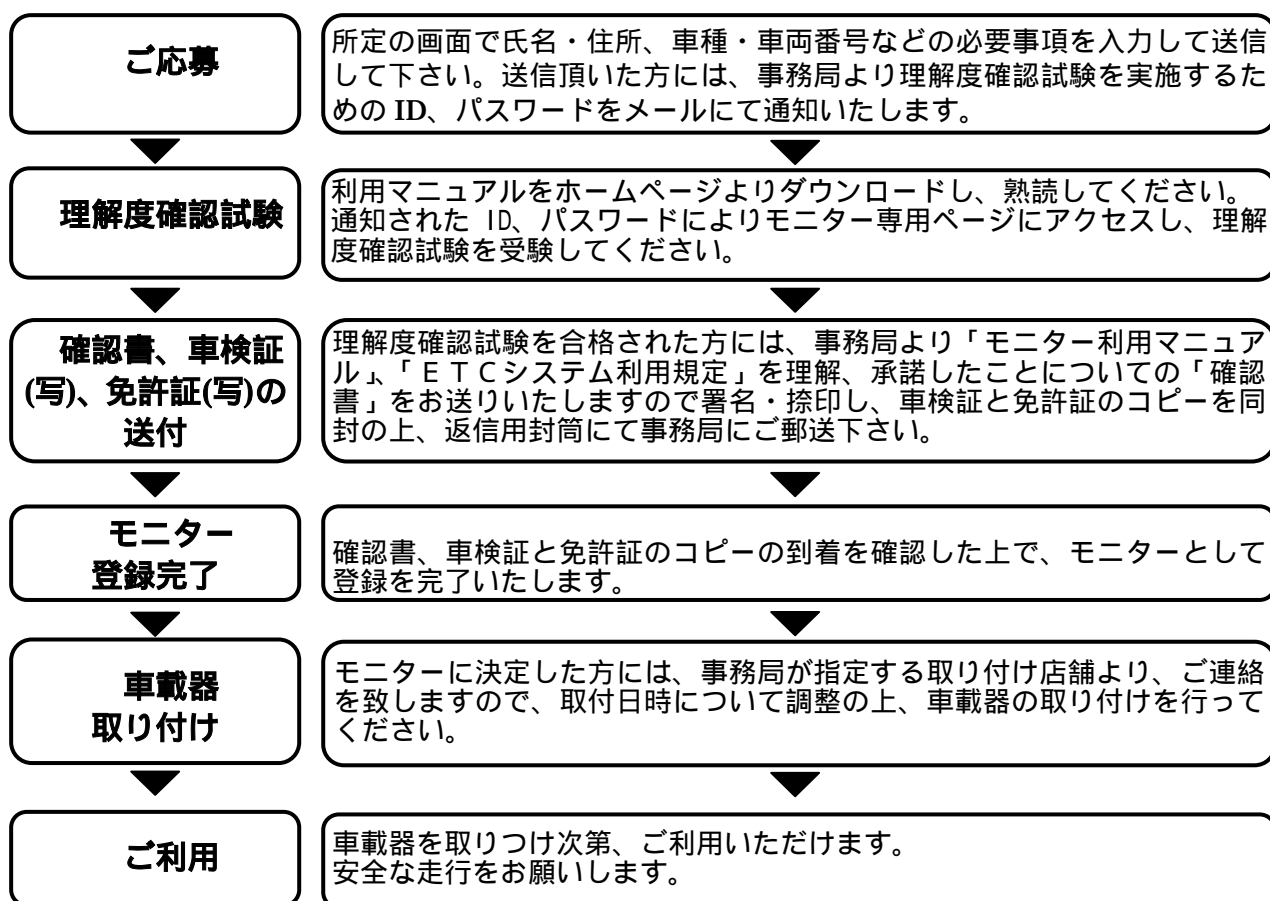 ご応募
所定の画面で氏名・住所、車種・車両番号などの必要事項を入力して送信
して下さい。送信頂いた方には、事務局より理解度確認試験を実施するた
めの ID、パスワードをメールにて通知いたします。
理解度確認試験
利用マニュアルをホームページよりダウンロードし、熟読してください。
通知された ID、パスワードによりモニター専用ページにアクセスし、理解
度確認試験を受験してください。
確認書、車検証
(写)、免許証(写)の
送付
理解度確認試験を合格された方には、事務局より「モニター利用マニュア
ル」、「ＥＴＣシステム利用規定」を理解、承諾したことについての「確認
書」をお送りいたしますので署名・捺印し、車検証と免許証のコピーを同
封の上、返信用封筒にて事務局にご郵送下さい。
モニター
登録完了
確認書、車検証と免許証のコピーの到着を確認した上で、モニターとして
登録を完了いたします。
車載器
取り付け
モニターに決定した方には、事務局が指定する取り付け店舗より、ご連絡
を致しますので、取付日時について調整の上、車載器の取り付けを行って
ください。
ご利用
車載器を取りつけ次第、ご利用いただけます。
安全な走行をお願いします。